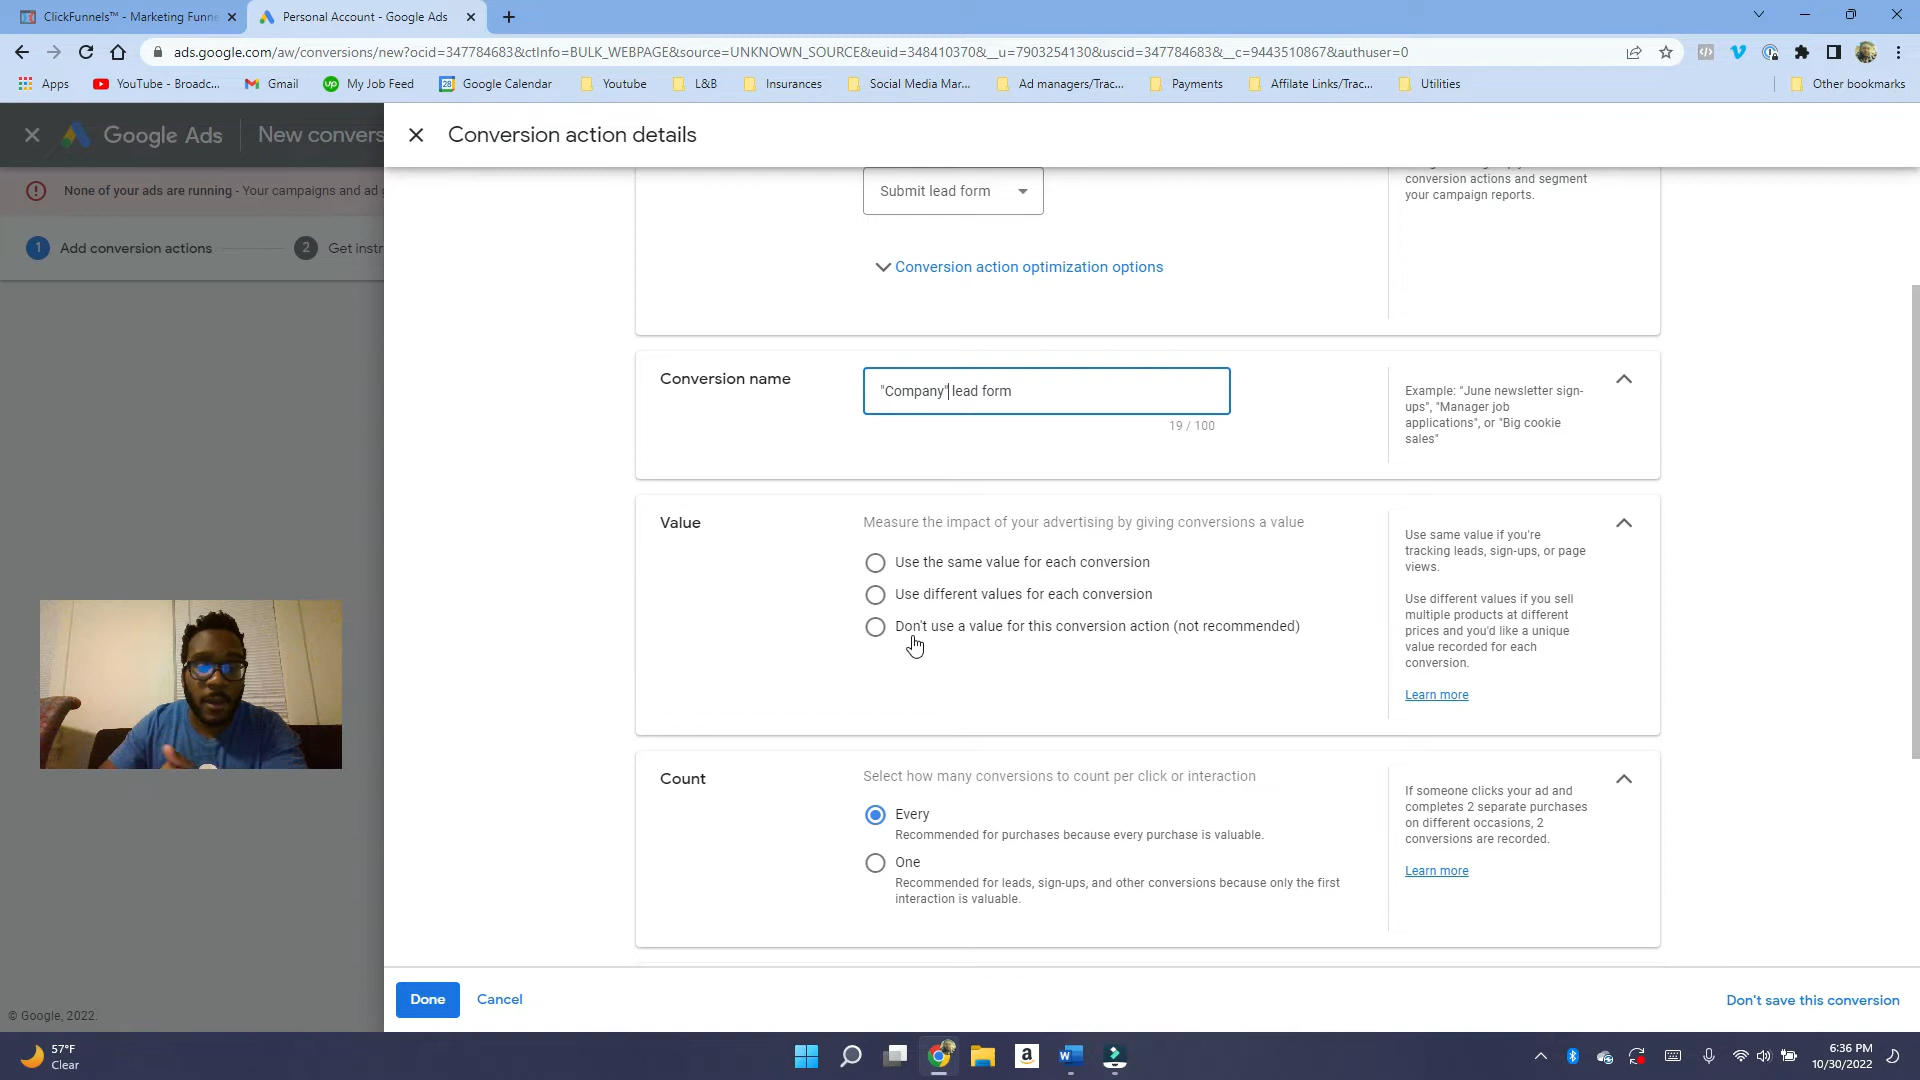 ClickFunnels™ - Marketing Funne
Personal Account - Google Ads
ads.google.com/aw/conversions/new?ocid=347784683&ctInfo=BULK_WEBPAGE&source=UNKNOWN_SOURCE&euid=348410370&__u=7903254130&uscid=347784683&__c=9443510867&authuser=0
Apps
YouTube - Broadc...
Gmail
My Job Feed
Google Calendar
Youtube
L&B
Insurances
Social Media Mar...
Ad managers/Trac...
Payments
Affilate Links/Trac...
Utilities
Other bookmarks
Google Ads
New convers
Conversion action details
None of your ads are running - Your campaigns and ad g
1 Add conversion actions
2 Get instr
Submit lead form
conversion actions and segment
your campaign reports.
Conversion action optimization options
Conversion name
"Company" lead form
19 / 100
Example: "June newsletter sign-
ups", "Manager job
applications", or "Big cookie
sales"
Value
Measure the impact of your advertising by giving conversions a value
Use the same value for each conversion
Use different values for each conversion
Don't use a value for this conversion action (not recommended)
Use same value if you're
tracking leads, sign-ups, or page
views.
Use different values if you sell
multiple products at different
prices and you'd like a unique
value recorded for each
conversion.
Learn more
Count
Select how many conversions to count per click or interaction
Every
Recommended for purchases because every purchase is valuable.
One
Recommended for leads, sign-ups, and other conversions because only the first
interaction is valuable.
If someone clicks your ad and
completes 2 separate purchases
on different occasions, 2
conversions are recorded.
Learn more
Done
Cancel
Don't save this conversion
© Google, 2022.
57°F
Clear
6:36 PM
10/30/2022